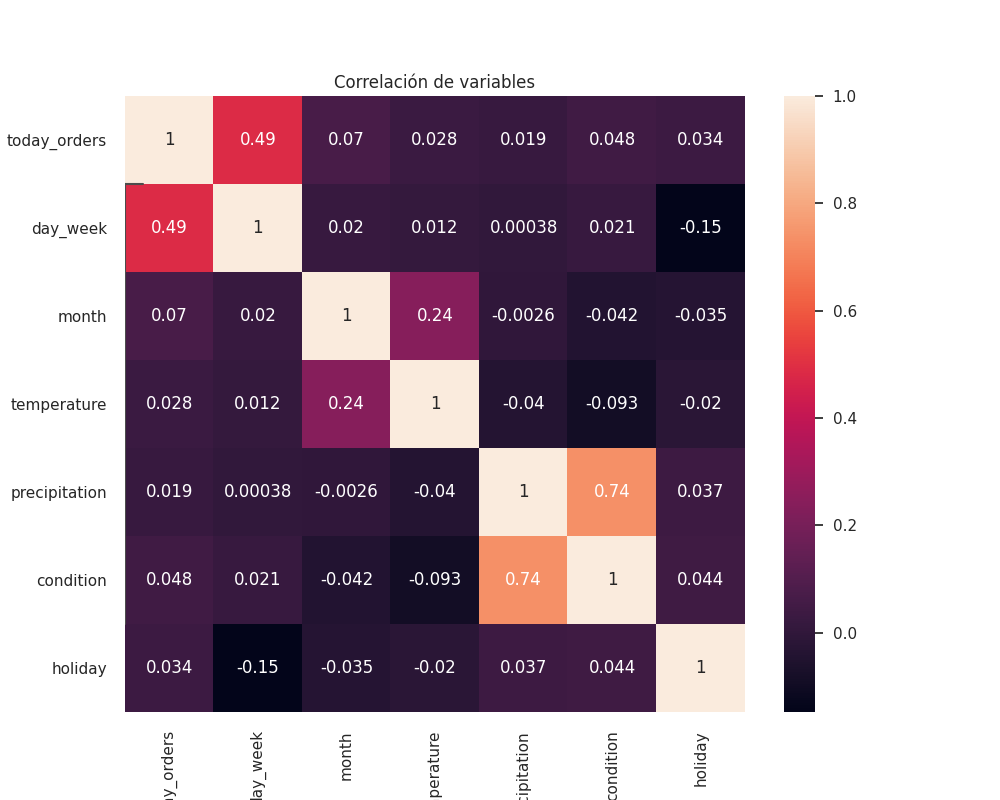 Correlación de variables
today_orders 1 0.49 0.07 0.028 0.019 0.048 0.034
day_week 0.49 1 0.02 0.012 0.00038 0.021 -0.15
month 0.07 0.02 1 0.24 -0.0026 -0.042 -0.035
temperature 0.028 0.012 0.24 1 -0.04 -0.093 -0.02
precipitation 0.019 0.00038 -0.0026 -0.04 1 0.74 0.037
condition 0.048 0.021 -0.042 -0.093 0.74 1 0.044
holiday 0.034 -0.15 -0.035 -0.02 0.037 0.044 1
ay_orders
day_week
month
perature
cipitation
condition
holiday
1.0
0.8
0.6
0.4
0.2
0.0